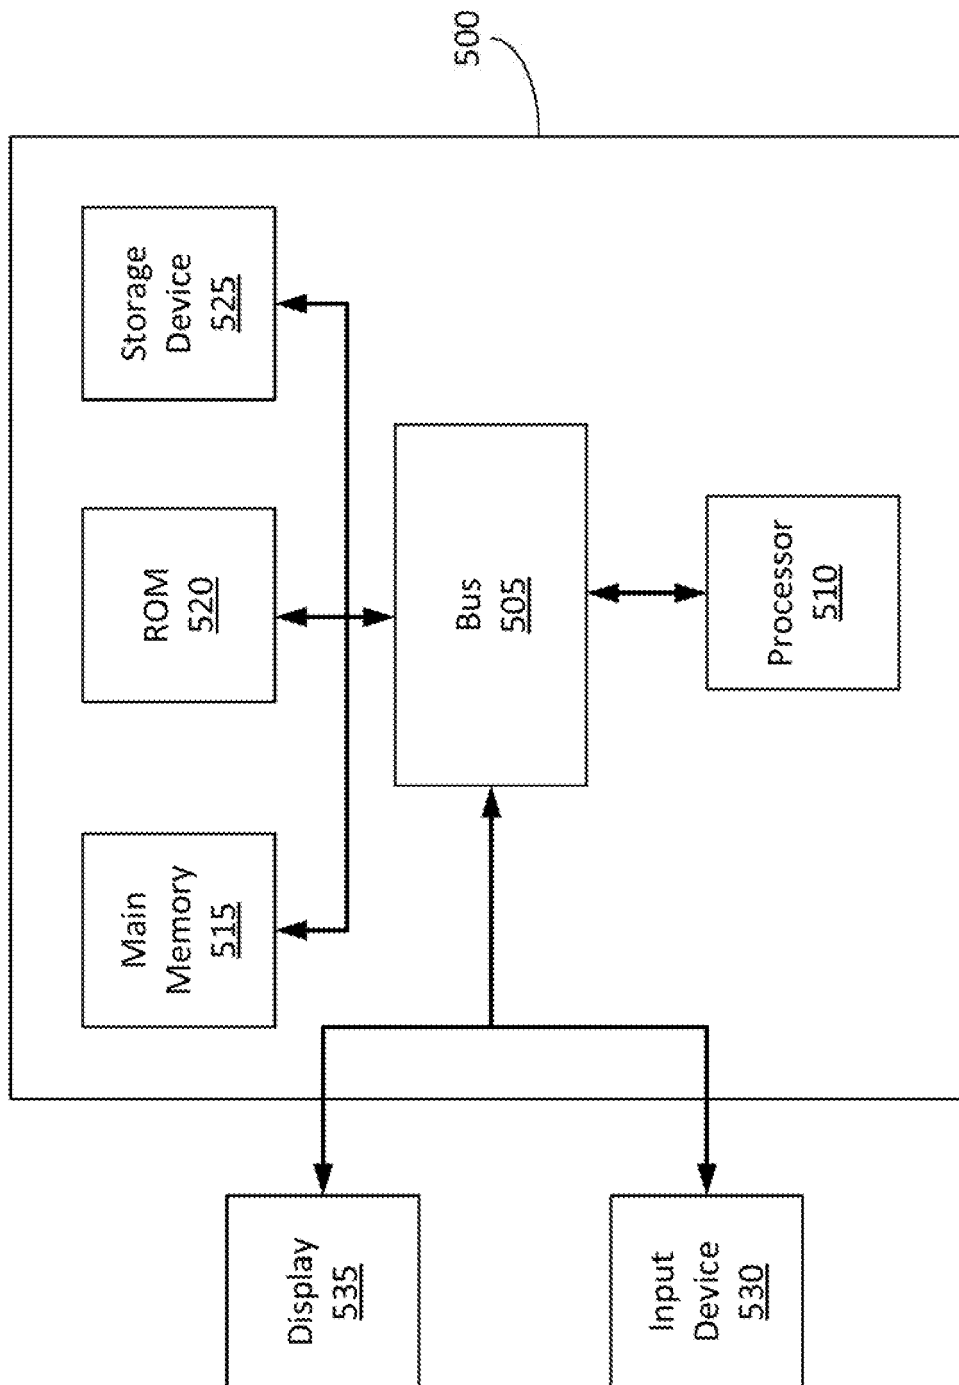 500
Main
Memory
515
ROM
520
Storage
Device
525
Display
535
Bus
505
Input
Device
530
Processor
510